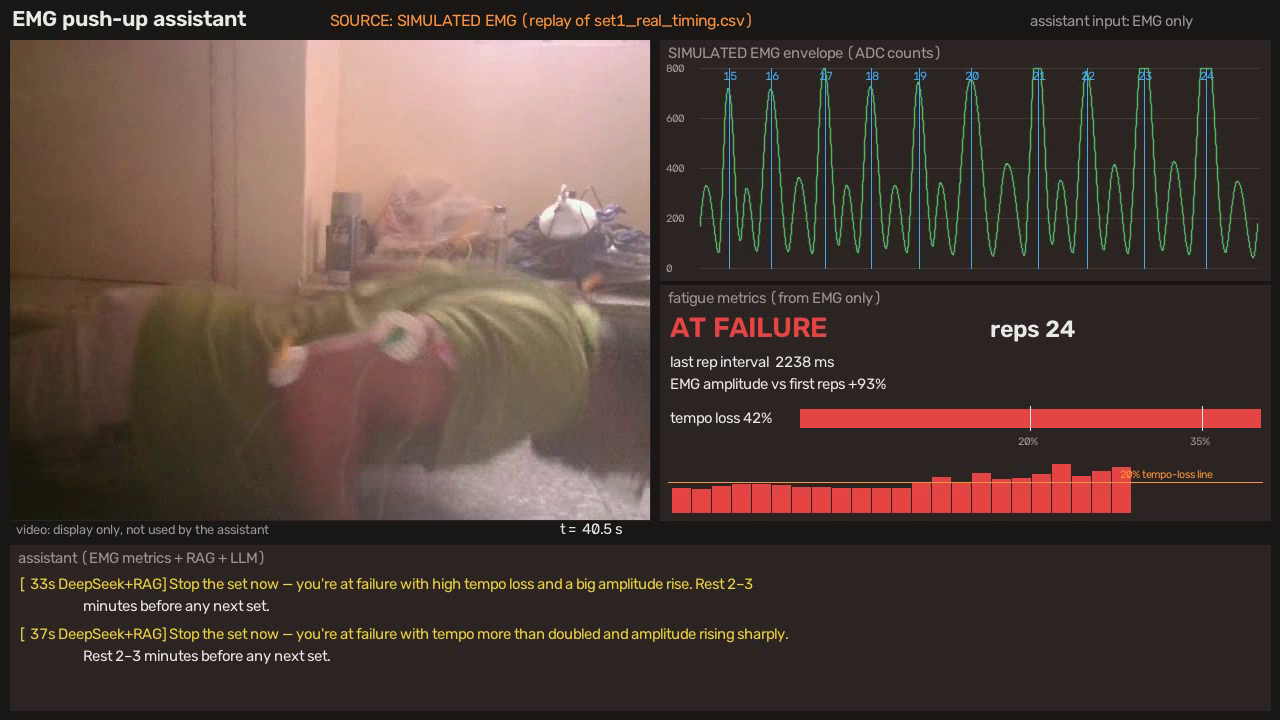 EMG push-up assistant
SOURCE: SIMULATED EMG (replay of set1_real_timing.csv)
assistant input: EMG only
SIMULATED EMG envelope (ADC counts)
800
15 16 17 18 19 20 21 22 23 24
600
400
200
0
fatigue metrics (from EMG only)
AT FAILURE
reps 24
last rep interval 2238 ms
EMG amplitude vs first reps +93%
tempo loss 42%
20% 35%
20% tempo-loss line
video: display only, not used by the assistant
t= 40.5 s
assistant (EMG metrics + RAG + LLM)
[ 33s DeepSeek+RAG] Stop the set now — you're at failure with high tempo loss and a big amplitude rise. Rest 2–3
minutes before any next set.
[ 37s DeepSeek+RAG] Stop the set now — you're at failure with tempo more than doubled and amplitude rising sharply.
Rest 2–3 minutes before any next set.